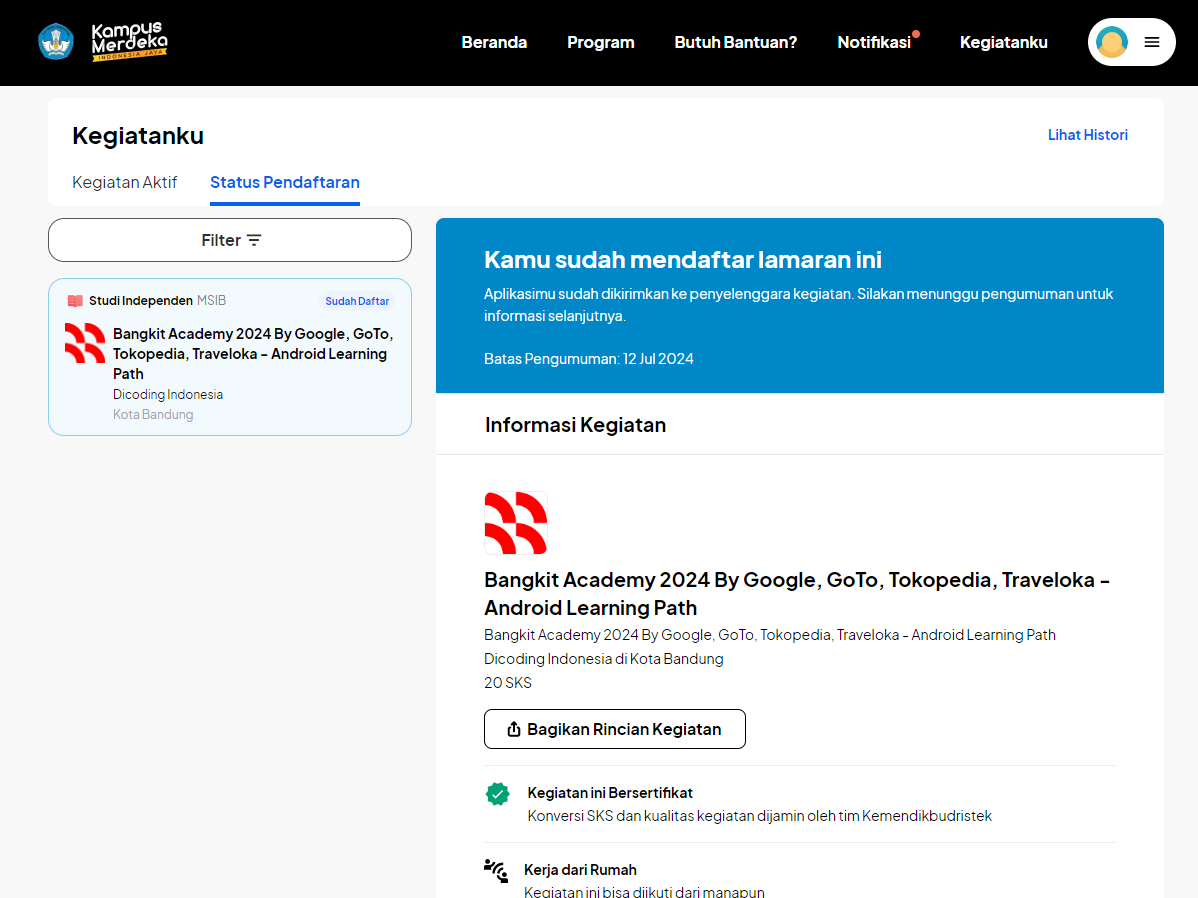 Kampus
Merdeka
INDONESIA JAYA
Beranda
Program
Butuh Bantuan?
Notifikasi
Kegiatanku
Kegiatanku
Lihat Histori
Kegiatan Aktif
Status Pendaftaran
Filter
Studi Independen MSIB
Sudah Daftar
Bangkit Academy 2024 By Google, GoTo,
Tokopedia, Traveloka - Android Learning
Path
Dicoding Indonesia
Kota Bandung
Kamu sudah mendaftar lamaran ini
Aplikasimu sudah dikirimkan ke penyelenggara kegiatan. Silakan menunggu pengumuman untuk
informasi selanjutnya.
Batas Pengumuman: 12 Jul 2024
Informasi Kegiatan
Bangkit Academy 2024 By Google, GoTo, Tokopedia, Traveloka -
Android Learning Path
Bangkit Academy 2024 By Google, GoTo, Tokopedia, Traveloka - Android Learning Path
Dicoding Indonesia di Kota Bandung
20 SKS
Bagikan Rincian Kegiatan
Kegiatan ini Bersertifikat
Konversi SKS dan kualitas kegiatan dijamin oleh tim Kemendikbudristek
Kerja dari Rumah
Kegiatan ini bisa diikuti dari manapun